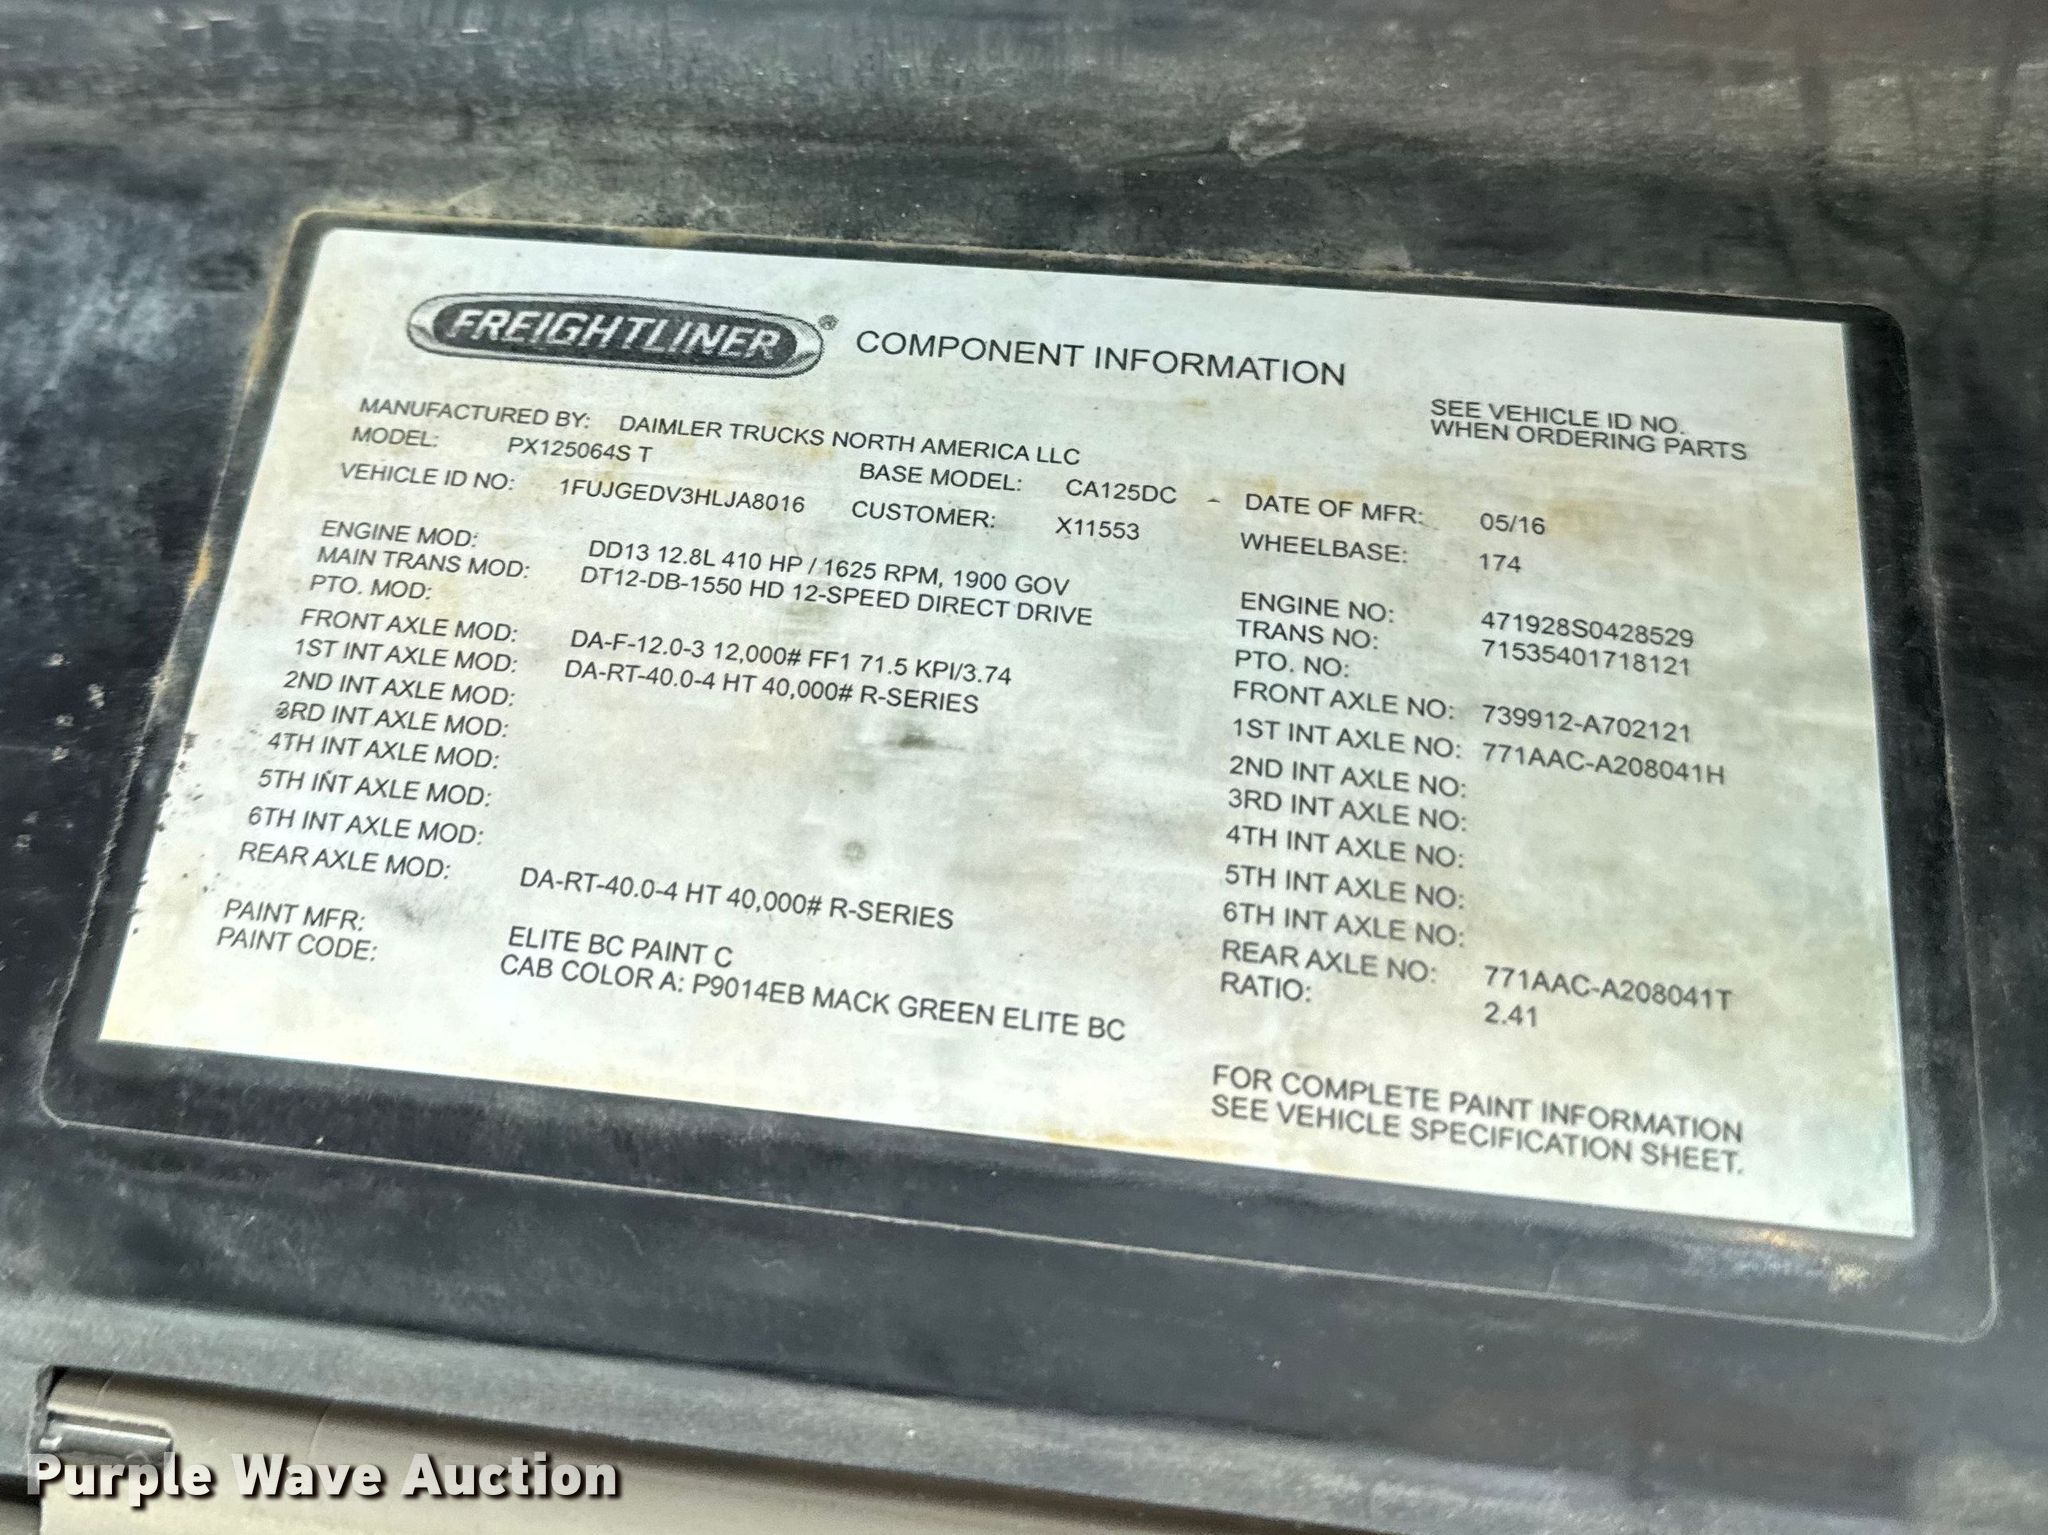 FREIGHTLINER® COMPONENT INFORMATION
SEE VEHICLE ID NO.
WHEN ORDERING PARTS
MANUFACTURED BY: DAIMLER TRUCKS NORTH AMERICA LLC
MODEL: PX125064S T BASE MODEL: CA125DC DATE OF MFR: 05/16
VEHICLE ID NO: 1FUJGEDV3HLJA8016 CUSTOMER: X11553 WHEELBASE: 174
ENGINE MOD: DD13 12.8L 410 HP / 1625 RPM, 1900 GOV ENGINE NO: 471928S0428529
MAIN TRANS MOD: DT12-DB-1550 HD 12-SPEED DIRECT DRIVE TRANS NO: 71535401718121
PTO. MOD: PTO. NO:
FRONT AXLE MOD: DA-F-12.0-3 12,000# FF1 71.5 KPI/3.74 FRONT AXLE NO: 739912-A702121
1ST INT AXLE MOD: DA-RT-40.0-4 HT 40,000# R-SERIES 1ST INT AXLE NO: 771AAC-A208041H
2ND INT AXLE MOD: 2ND INT AXLE NO:
3RD INT AXLE MOD: 3RD INT AXLE NO:
4TH INT AXLE MOD: 4TH INT AXLE NO:
5TH INT AXLE MOD: 5TH INT AXLE NO:
6TH INT AXLE MOD: 6TH INT AXLE NO:
REAR AXLE MOD: DA-RT-40.0-4 HT 40,000# R-SERIES REAR AXLE NO: 771AAC-A208041T
RATIO: 2.41
PAINT MFR: ELITE BC PAINT C
PAINT CODE: CAB COLOR A: P9014EB MACK GREEN ELITE BC
FOR COMPLETE PAINT INFORMATION
SEE VEHICLE SPECIFICATION SHEET.
Purple Wave Auction